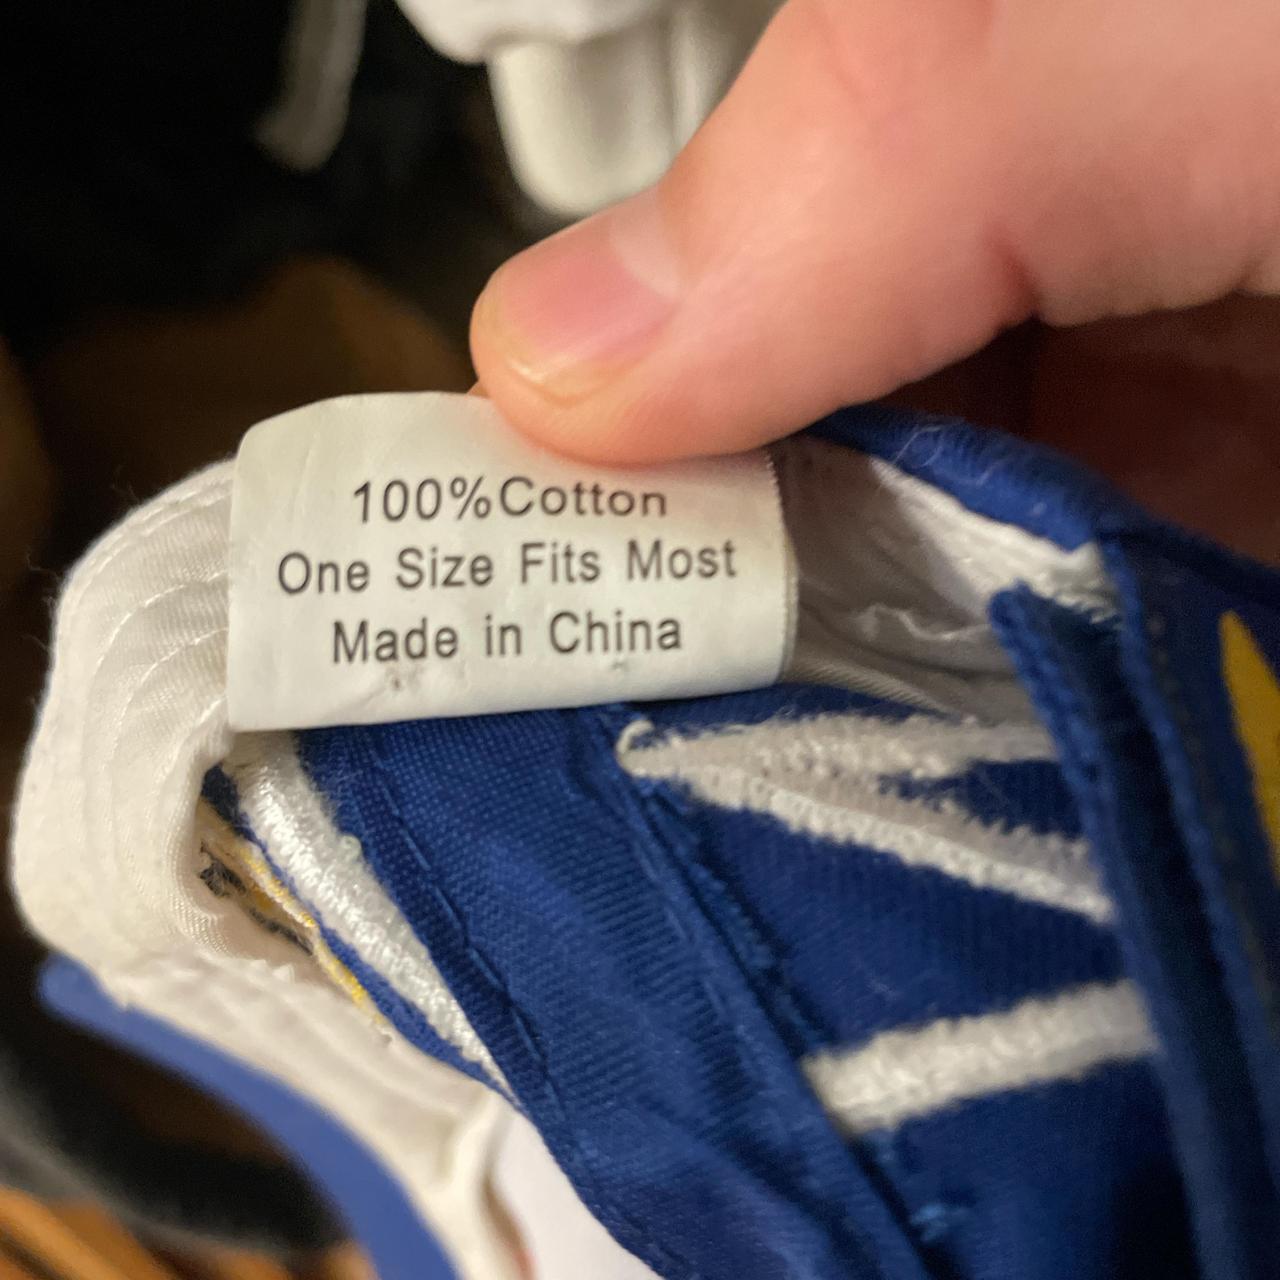 100%Cotton
One Size Fits Most
Made in China